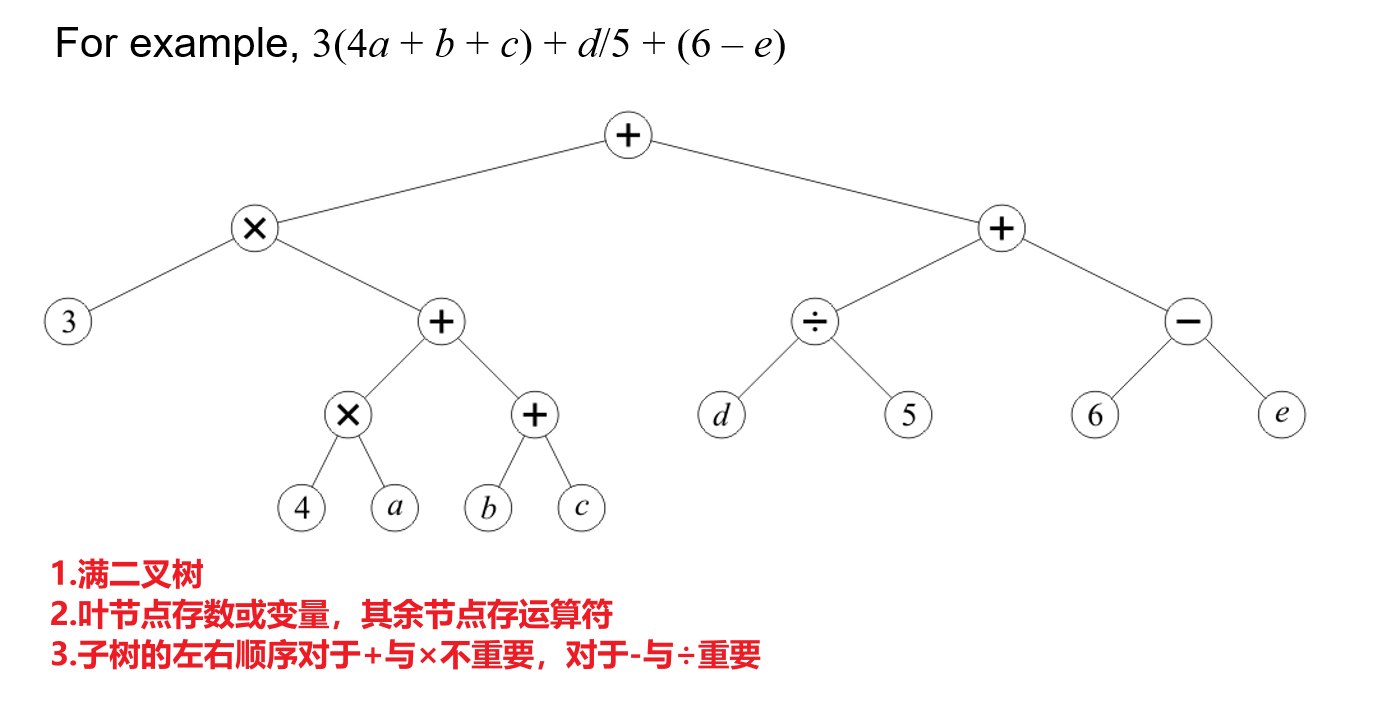 For example, 3(4a + b + c) + d/5 + (6 – e)
+
× +
3 + ÷ −
× + d 5 6 e
4 a b c
1.满二叉树
2.叶节点存数或变量，其余节点存运算符
3.子树的左右顺序对于+与×不重要，对于-与÷重要